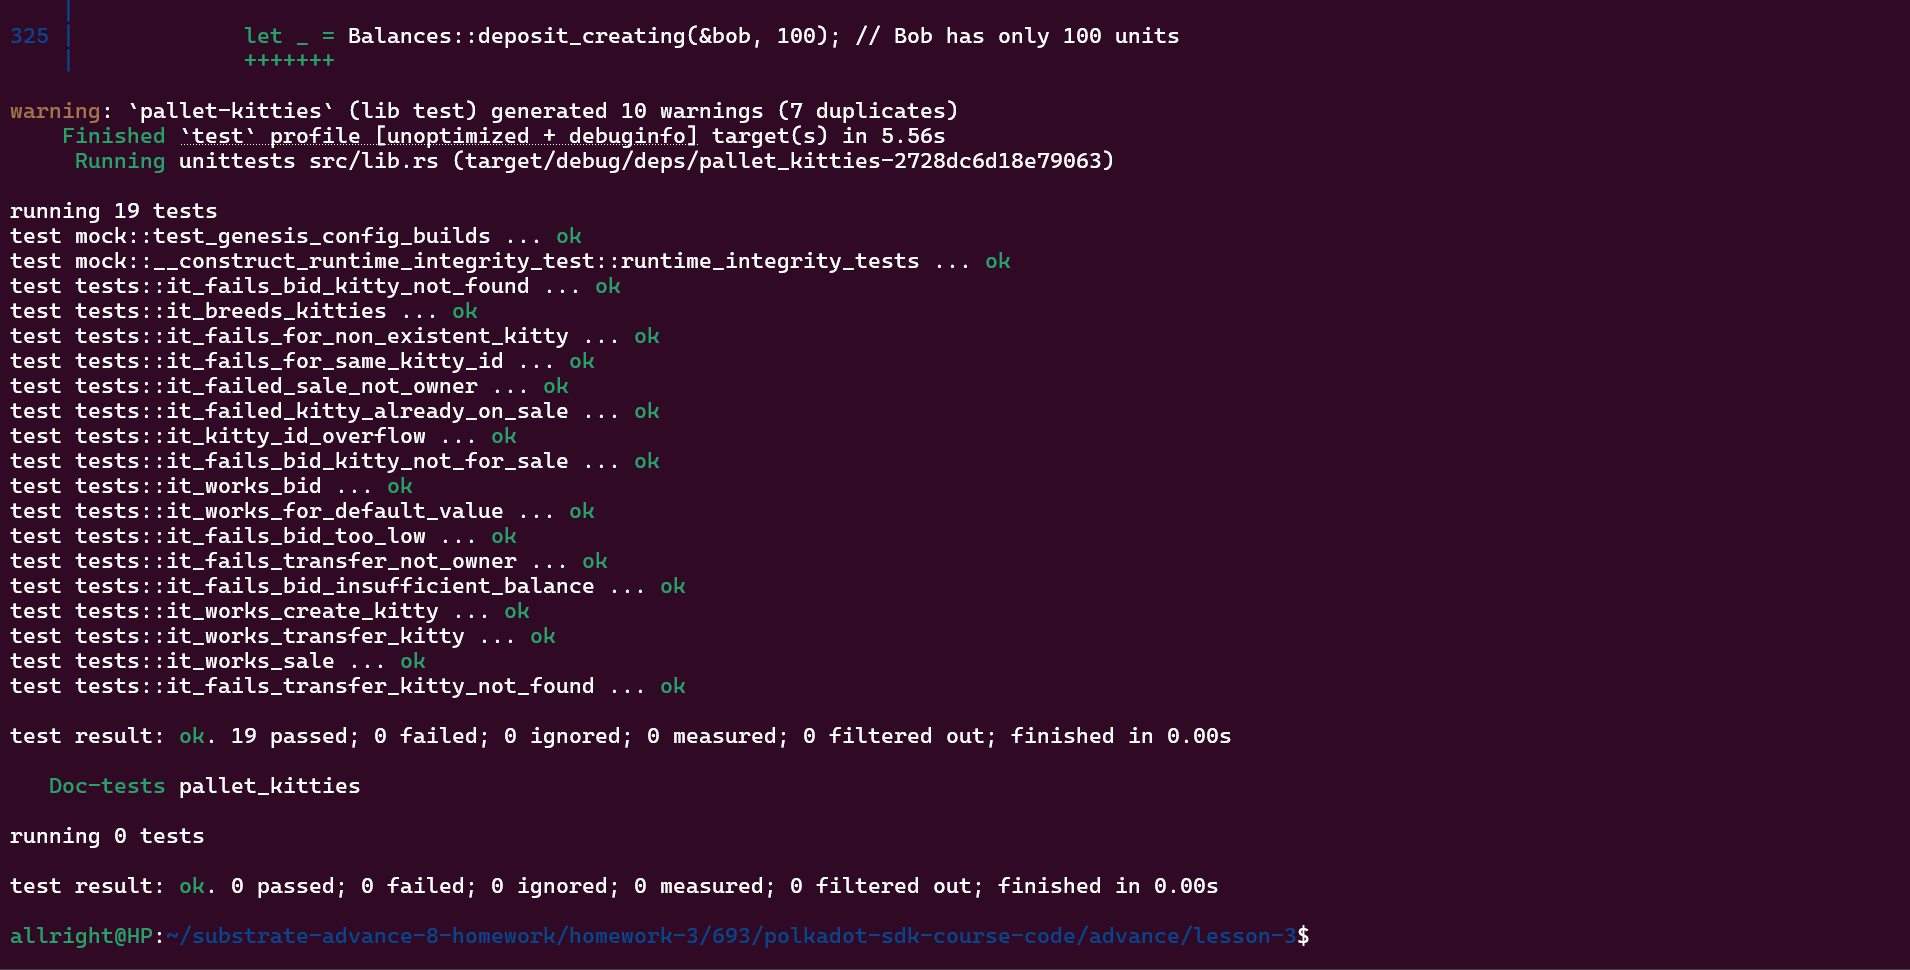 |
325 |             let _ = Balances::deposit_creating(&bob, 100); // Bob has only 100 units
    |             +++++++
warning: `pallet-kitties` (lib test) generated 10 warnings (7 duplicates)
    Finished `test` profile [unoptimized + debuginfo] target(s) in 5.56s
     Running unittests src/lib.rs (target/debug/deps/pallet_kitties-2728dc6d18e79063)
running 19 tests
test mock::test_genesis_config_builds ... ok
test mock::__construct_runtime_integrity_test::runtime_integrity_tests ... ok
test tests::it_fails_bid_kitty_not_found ... ok
test tests::it_breeds_kitties ... ok
test tests::it_fails_for_non_existent_kitty ... ok
test tests::it_fails_for_same_kitty_id ... ok
test tests::it_failed_sale_not_owner ... ok
test tests::it_failed_kitty_already_on_sale ... ok
test tests::it_kitty_id_overflow ... ok
test tests::it_fails_bid_kitty_not_for_sale ... ok
test tests::it_works_bid ... ok
test tests::it_works_for_default_value ... ok
test tests::it_fails_bid_too_low ... ok
test tests::it_fails_transfer_not_owner ... ok
test tests::it_fails_bid_insufficient_balance ... ok
test tests::it_works_create_kitty ... ok
test tests::it_works_transfer_kitty ... ok
test tests::it_works_sale ... ok
test tests::it_fails_transfer_kitty_not_found ... ok
test result: ok. 19 passed; 0 failed; 0 ignored; 0 measured; 0 filtered out; finished in 0.00s
   Doc-tests pallet_kitties
running 0 tests
test result: ok. 0 passed; 0 failed; 0 ignored; 0 measured; 0 filtered out; finished in 0.00s
allright@HP:~/substrate-advance-8-homework/homework-3/693/polkadot-sdk-course-code/advance/lesson-3$